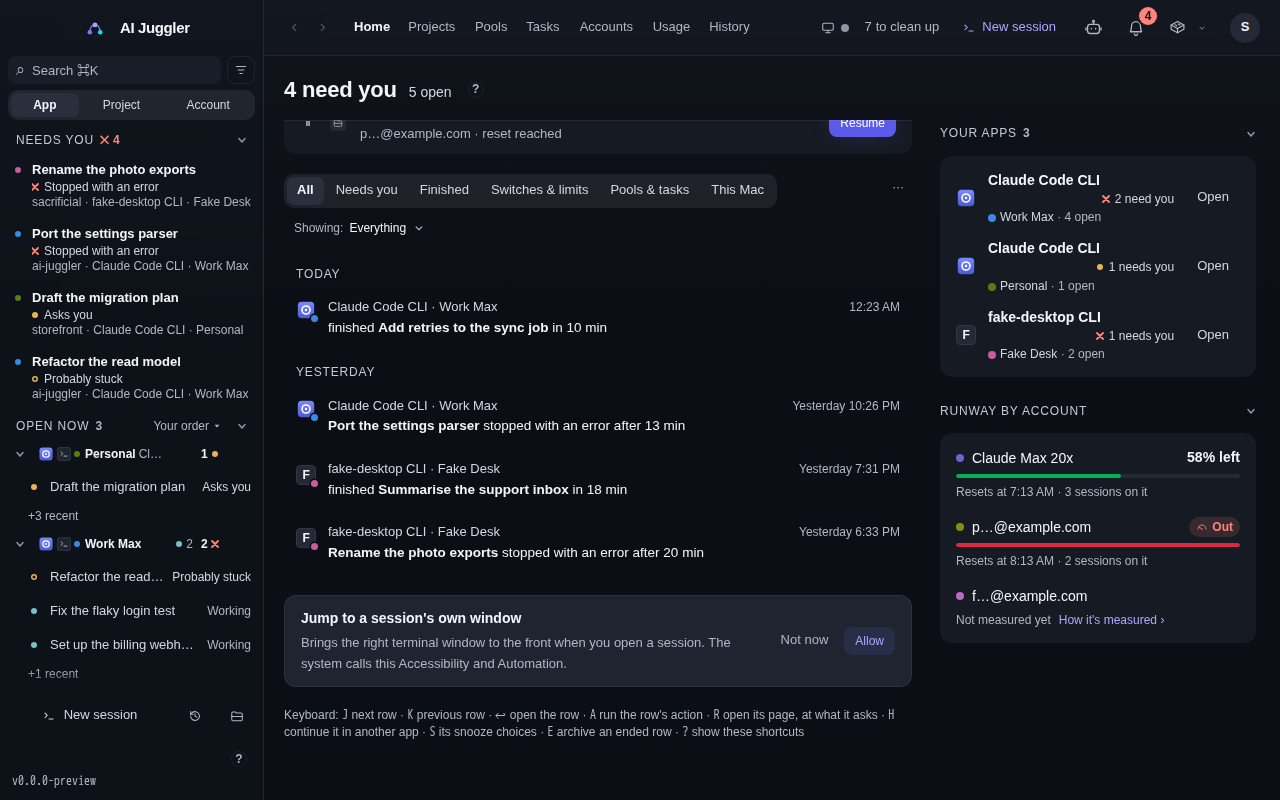 AI Juggler
Search ⌘K
App Project Account
NEEDS YOU 4
Rename the photo exports
Stopped with an error
sacrificial · fake-desktop CLI · Fake Desk
Port the settings parser
Stopped with an error
ai-juggler · Claude Code CLI · Work Max
Draft the migration plan
Asks you
storefront · Claude Code CLI · Personal
Refactor the read model
Probably stuck
ai-juggler · Claude Code CLI · Work Max
OPEN NOW 3 Your order
Personal Cl… 1
Draft the migration plan Asks you
+3 recent
Work Max 2 2
Refactor the read… Probably stuck
Fix the flaky login test Working
Set up the billing webh… Working
+1 recent
New session
?
v0.0.0-preview
Home Projects Pools Tasks Accounts Usage History
7 to clean up
New session
4
S
4 need you 5 open ?
p…@example.com · reset reached
Resume
All Needs you Finished Switches & limits Pools & tasks This Mac
Showing: Everything
TODAY
Claude Code CLI · Work Max 12:23 AM
finished Add retries to the sync job in 10 min
YESTERDAY
Claude Code CLI · Work Max Yesterday 10:26 PM
Port the settings parser stopped with an error after 13 min
F fake-desktop CLI · Fake Desk Yesterday 7:31 PM
finished Summarise the support inbox in 18 min
F fake-desktop CLI · Fake Desk Yesterday 6:33 PM
Rename the photo exports stopped with an error after 20 min
Jump to a session's own window
Brings the right terminal window to the front when you open a session. The
system calls this Accessibility and Automation.
Not now Allow
Keyboard: J next row · K previous row · ↩ open the row · A run the row's action · R open its page, at what it asks · H
continue it in another app · S its snooze choices · E archive an ended row · ? show these shortcuts
YOUR APPS 3
Claude Code CLI
2 need you Open
Work Max · 4 open
Claude Code CLI
1 needs you Open
Personal · 1 open
F fake-desktop CLI
1 needs you Open
Fake Desk · 2 open
RUNWAY BY ACCOUNT
Claude Max 20x 58% left
Resets at 7:13 AM · 3 sessions on it
p…@example.com Out
Resets at 8:13 AM · 2 sessions on it
f…@example.com
Not measured yet How it's measured ›